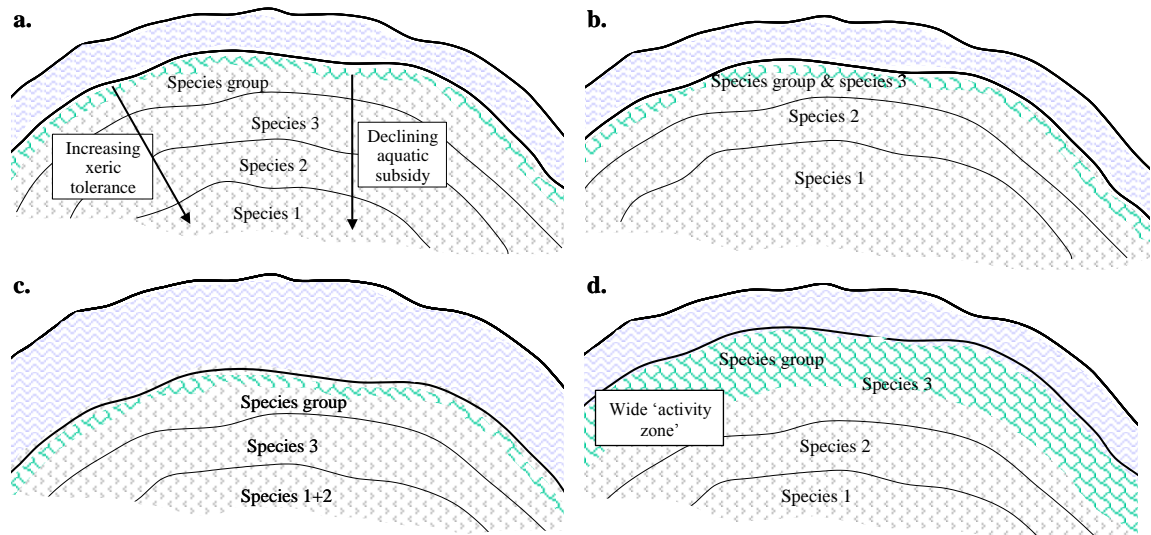 a.
Species group
Species 3
Increasing
xeric
tolerance
Declining
aquatic
subsidy
Species 2
Species 1
b.
Species group & species 3
Species 2
Species 1
c.
Species group
Species 3
Species 1+2
d.
Species group
Species 3
Wide ‘activity
zone’
Species 2
Species 1